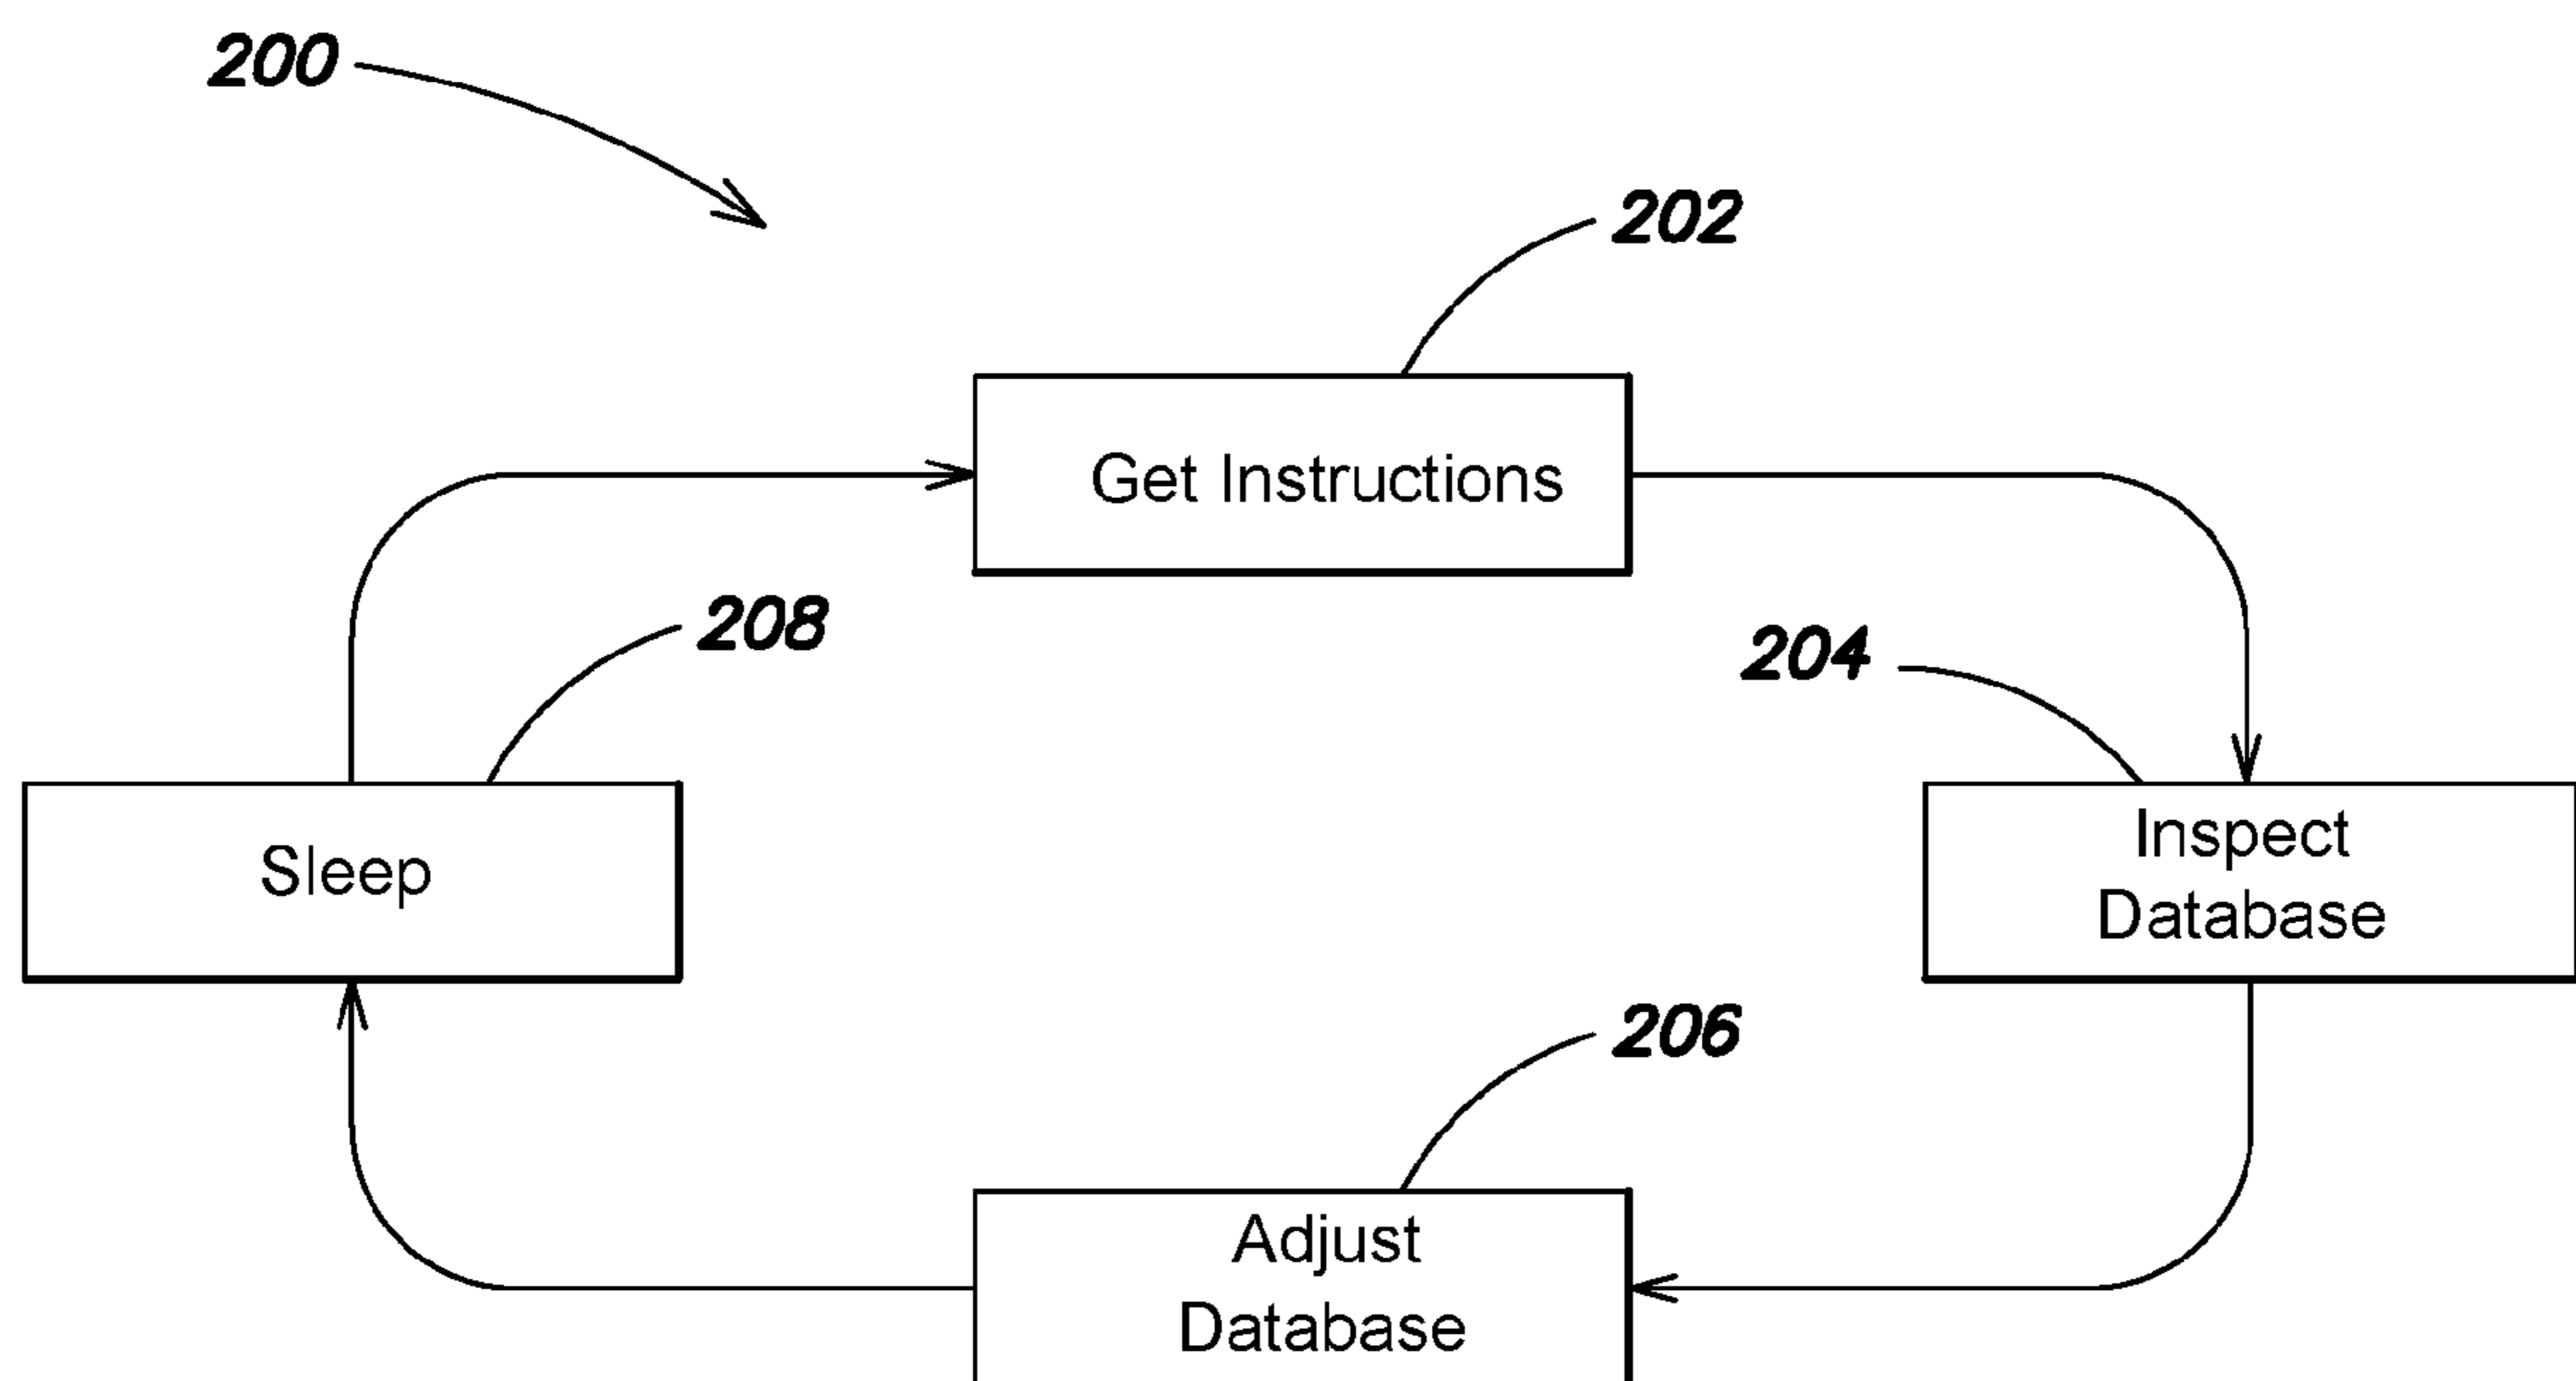 200
202
Get Instructions
208
204
Sleep
Inspect
Database
206
Adjust
Database